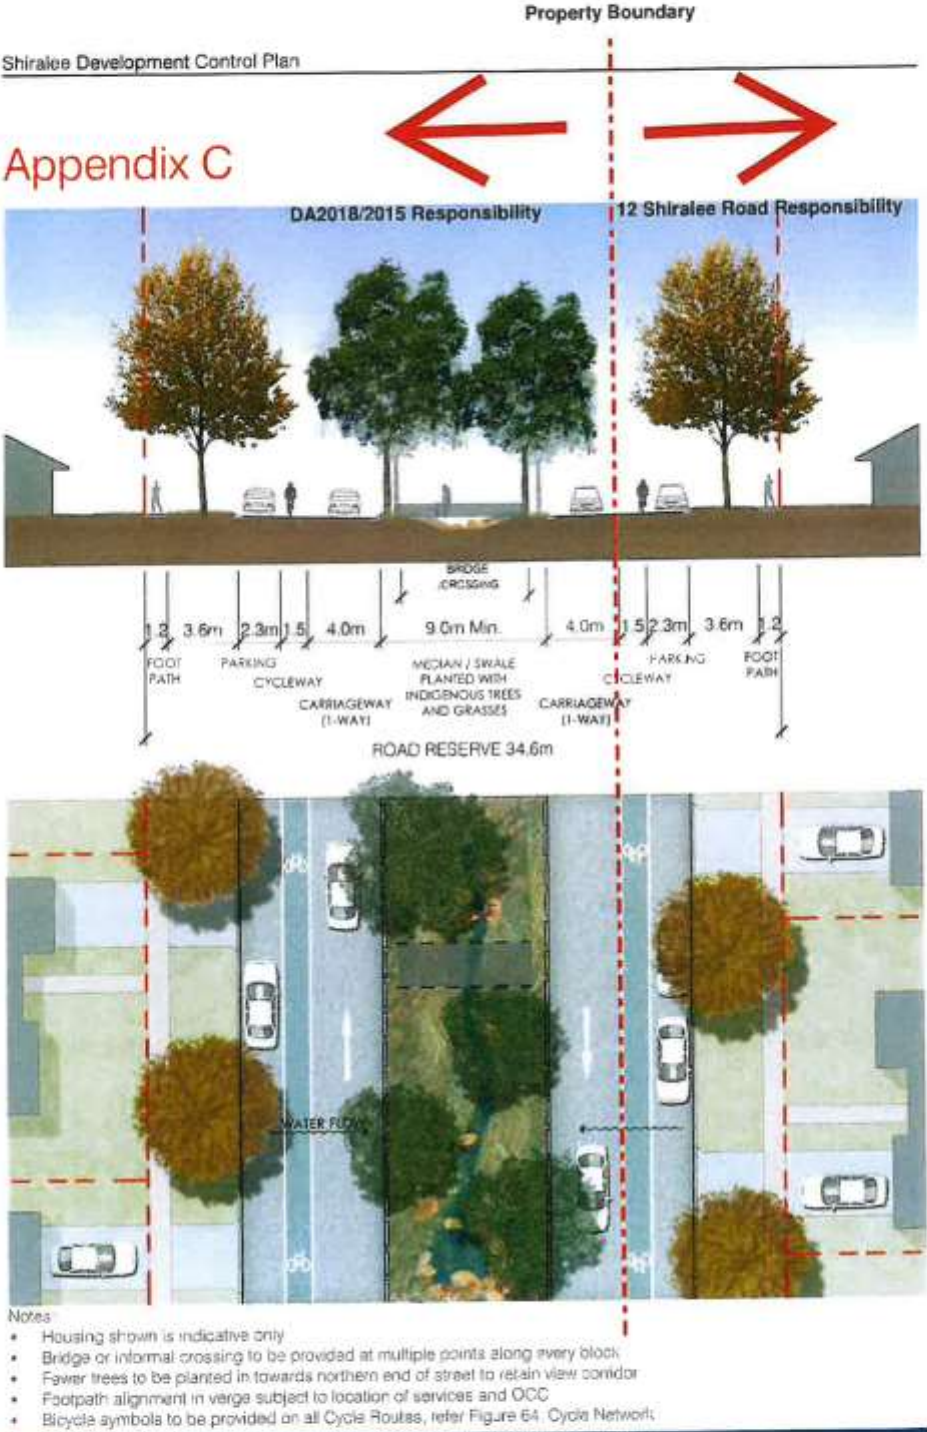 Property Boundary
Shiralee Development Control Plan
Appendix C
DA2018/2015 Responsibility
12 Shiralee Road Responsibility
BRIDGE
CROSSING
1.2 3.6m 2.3m 1.5 4.0m 9.0m Min. 4.0m 1.5 2.3m 3.6m 1.2
FOOT
PATH
PARKING
CYCLEWAY
CARRIAGEWAY
(1-WAY)
MEDIAN / SWALE
PLANTED WITH
INDIGENOUS TREES
AND GRASSES
CARRIAGEWAY
(1-WAY)
CYCLEWAY
PARKING
FOOT
PATH
ROAD RESERVE 34.6m
WATER FLOW
Notes
• Housing shown is indicative only
• Bridge or informal crossing to be provided at multiple points along every block
• Fewer trees to be planted in towards northern end of street to retain view corridor
• Footpath alignment in verge subject to location of services and OCC
• Bicycle symbols to be provided on all Cycle Routes, refer Figure 64. Cycle Network